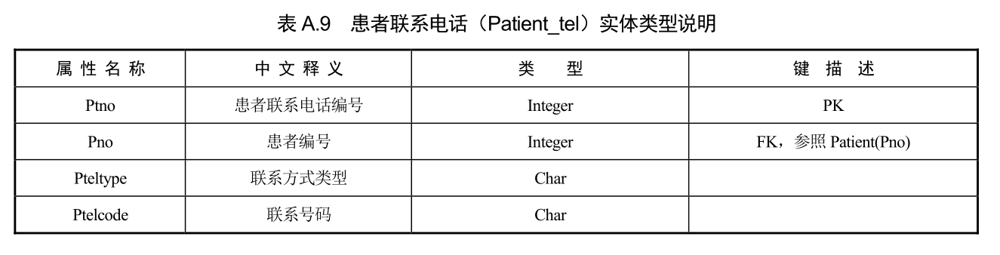 表 A.9 患者联系电话（Patient_tel）实体类型说明
属 性 名 称 中 文 释 义 类 型 键 描 述
Ptno 患者联系电话编号 Integer PK
Pno 患者编号 Integer FK，参照 Patient(Pno)
Pteltype 联系方式类型 Char
Ptelcode 联系号码 Char